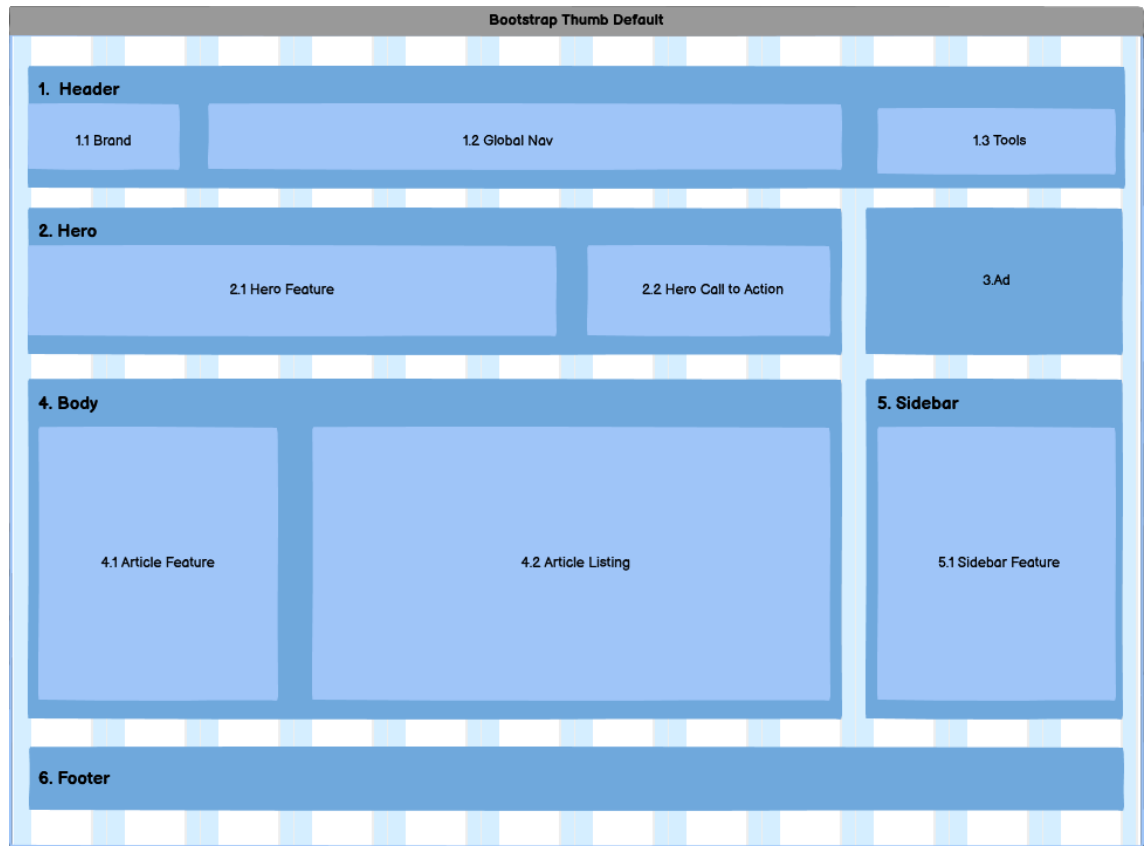 Bootstrap Thumb Default
1. Header
1.1 Brand
1.2 Global Nav
1.3 Tools
2. Hero
2.1 Hero Feature
2.2 Hero Call to Action
3.Ad
4. Body
4.1 Article Feature
4.2 Article Listing
5. Sidebar
5.1 Sidebar Feature
6. Footer